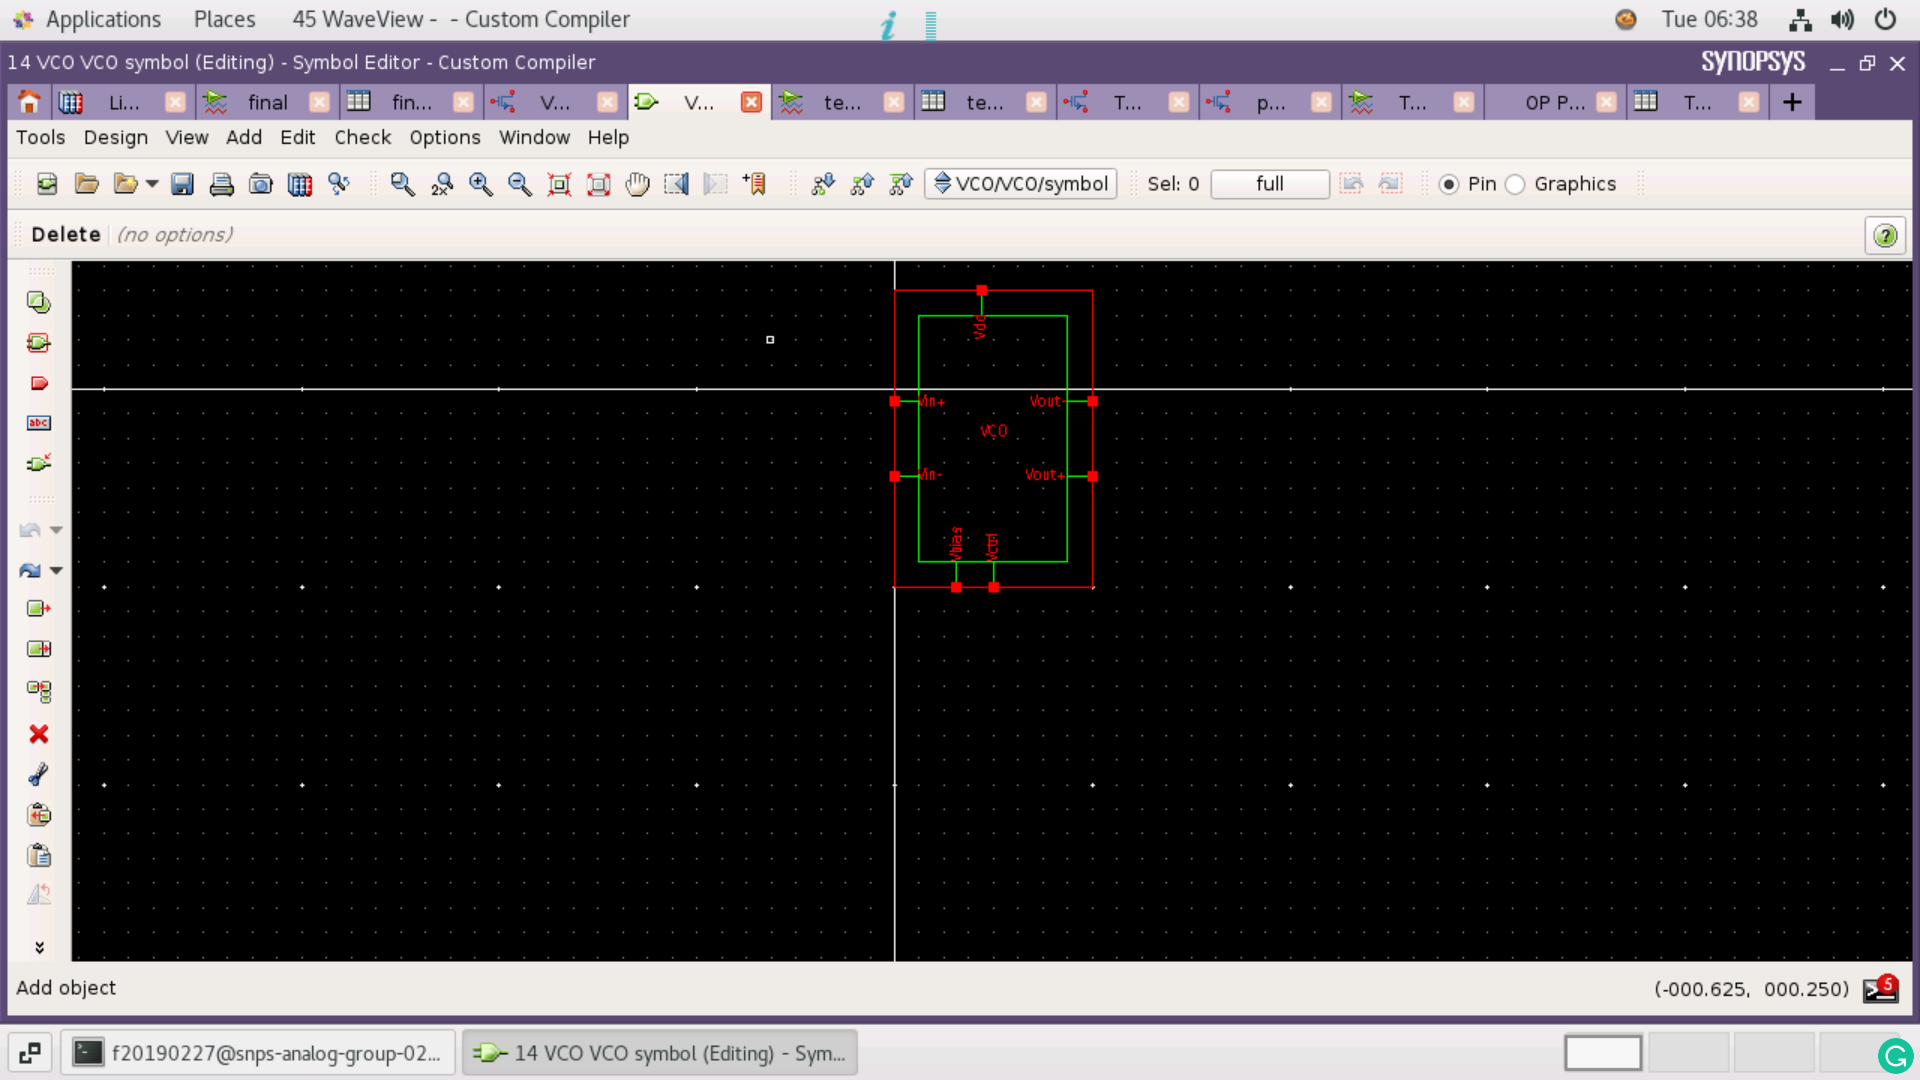 Applications Places 45 WaveView - - Custom Compiler Tue 06:38
14 VCO VCO symbol (Editing) - Symbol Editor - Custom Compiler SYNOPSYS
Li... final fin... V... V... te... te... T... p... T... OP P... T...
Tools Design View Add Edit Check Options Window Help
2X VCO/VCO/symbol Sel: 0 full Pin Graphics
Delete (no options)
abc
Vdd
Vin+ Vout-
VCO
Vin- Vout+
Vbias Vctrl
Add object (-000.625, 000.250) 5
f20190227@snps-analog-group-02... 14 VCO VCO symbol (Editing) - Sym...